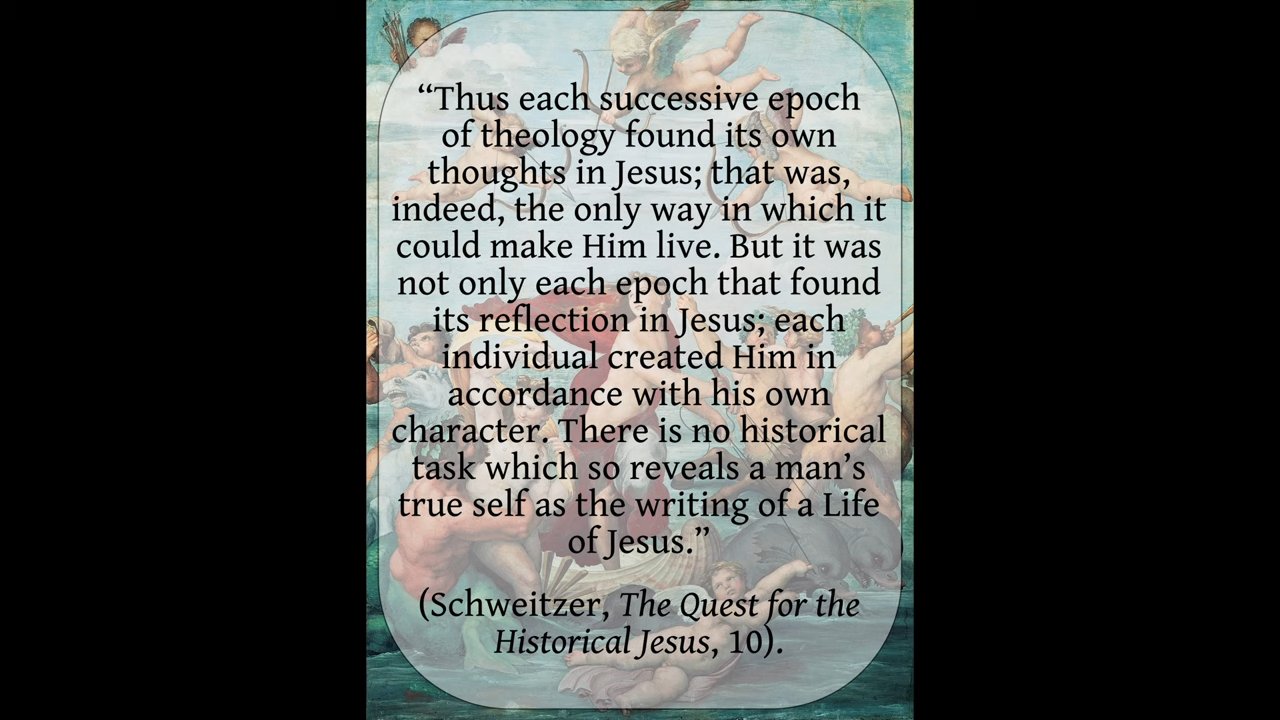 “Thus each successive epoch
of theology found its own
thoughts in Jesus; that was,
indeed, the only way in which it
could make Him live. But it was
not only each epoch that found
its reflection in Jesus; each
individual created Him in
accordance with his own
character. There is no historical
task which so reveals a man’s
true self as the writing of a Life
of Jesus.”
(Schweitzer, The Quest for the
Historical Jesus, 10).